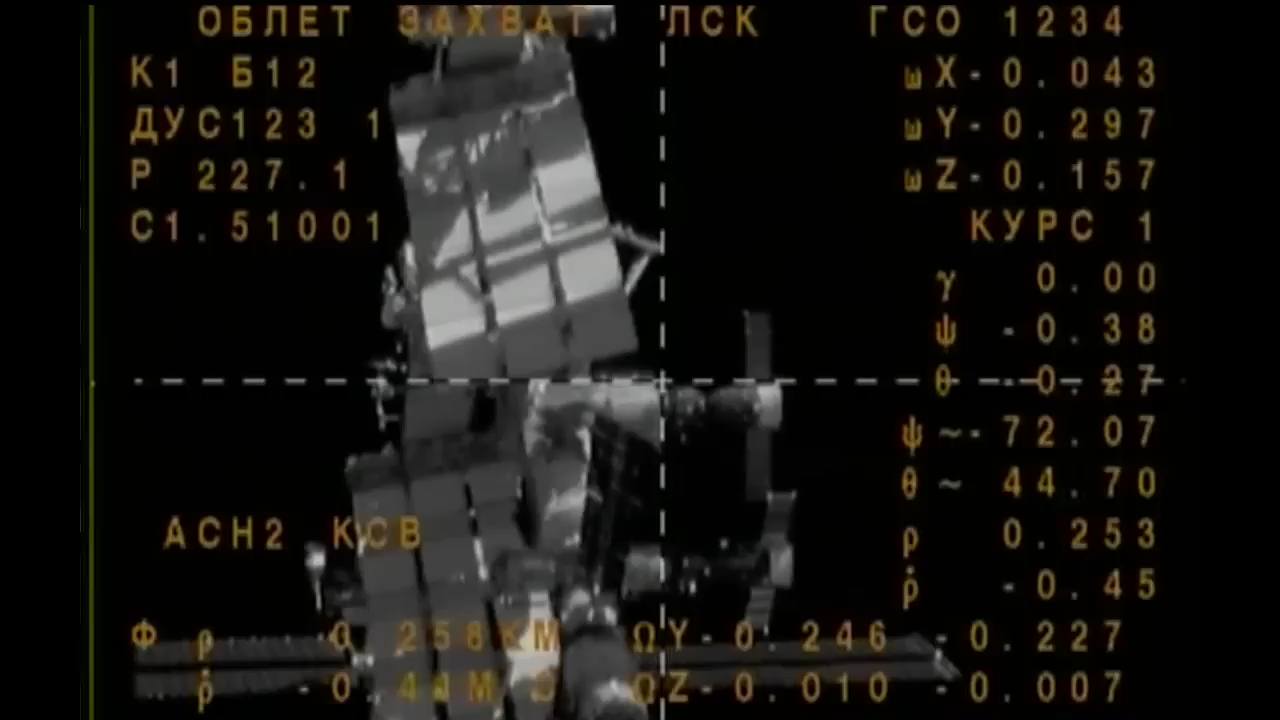 ОБЛЕТ ЗАХВАТ ЛСК ГСО 1234
К1 Б12 ωX-0.043
ДУС123 1 ωY-0.297
Р 227.1 ωZ-0.157
С1.51001 КУРС 1
γ 0.00
ψ -0.38
θ -0.27
ψ~-72.07
θ~ 44.70
АСН2 КСВ ρ 0.253
ρ̇ -0.45
Ф ρ 0.258КМ ΩY-0.246 -0.227
ρ̇ -0.44М С ΩZ-0.010 -0.007